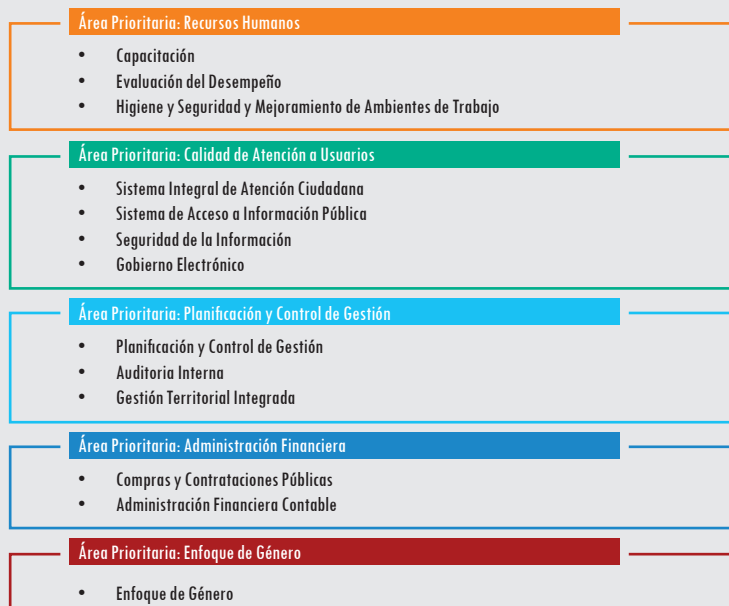 Área Prioritaria: Recursos Humanos
• Capacitación
• Evaluación del Desempeño
• Higiene y Seguridad y Mejoramiento de Ambientes de Trabajo
Área Prioritaria: Calidad de Atención a Usuarios
• Sistema Integral de Atención Ciudadana
• Sistema de Acceso a Información Pública
• Seguridad de la Información
• Gobierno Electrónico
Área Prioritaria: Planificación y Control de Gestión
• Planificación y Control de Gestión
• Auditoria Interna
• Gestión Territorial Integrada
Área Prioritaria: Administración Financiera
• Compras y Contrataciones Públicas
• Administración Financiera Contable
Área Prioritaria: Enfoque de Género
• Enfoque de Género